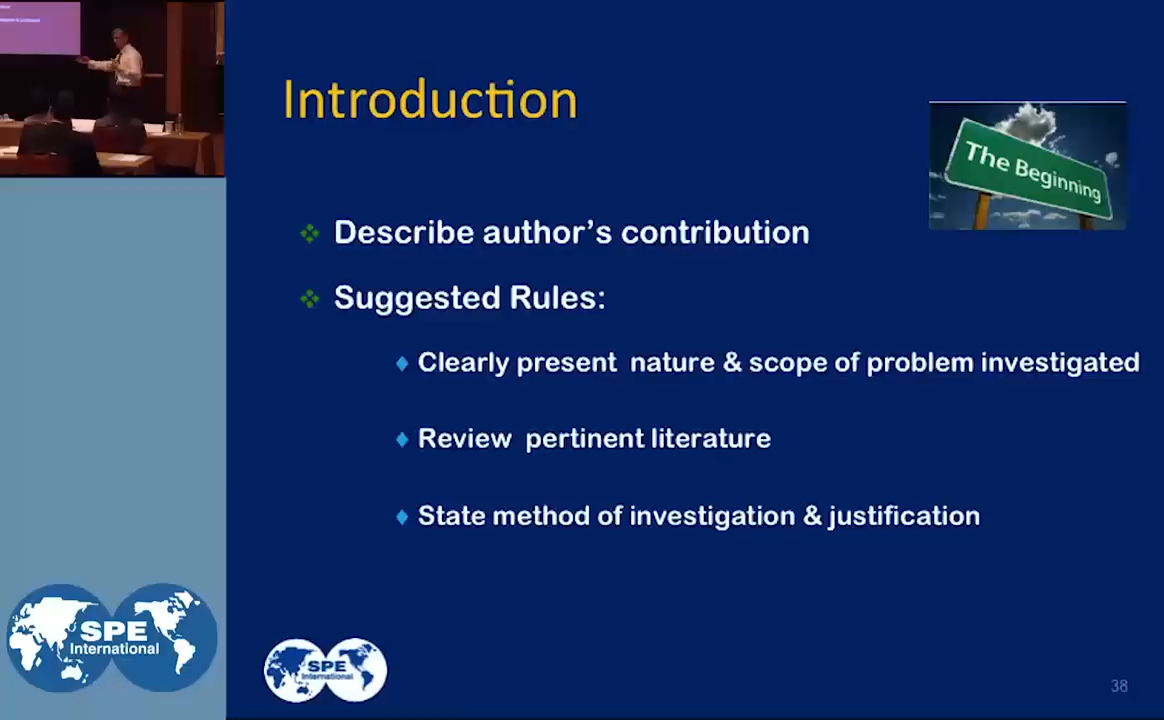 Introduction
The Beginning
Describe author's contribution
Suggested Rules:
Clearly present nature & scope of problem investigated
Review pertinent literature
State method of investigation & justification
SPE
International
SPE
International
38